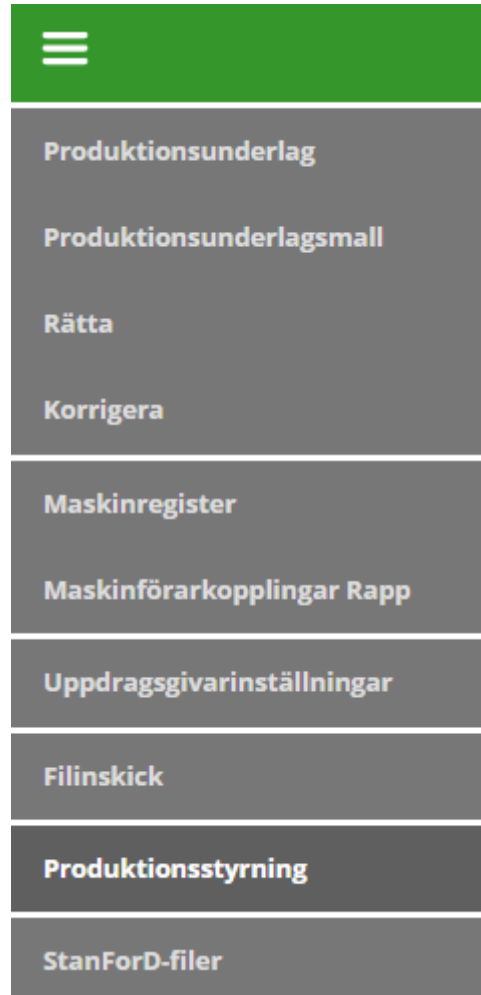 Produktionsunderlag
Produktionsunderlagsmall
Rätta
Korrigera
Maskinregister
Maskinförarkopplingar Rapp
Uppdragsgivarinställningar
Filinskick
Produktionsstyrning
StanForD-filer